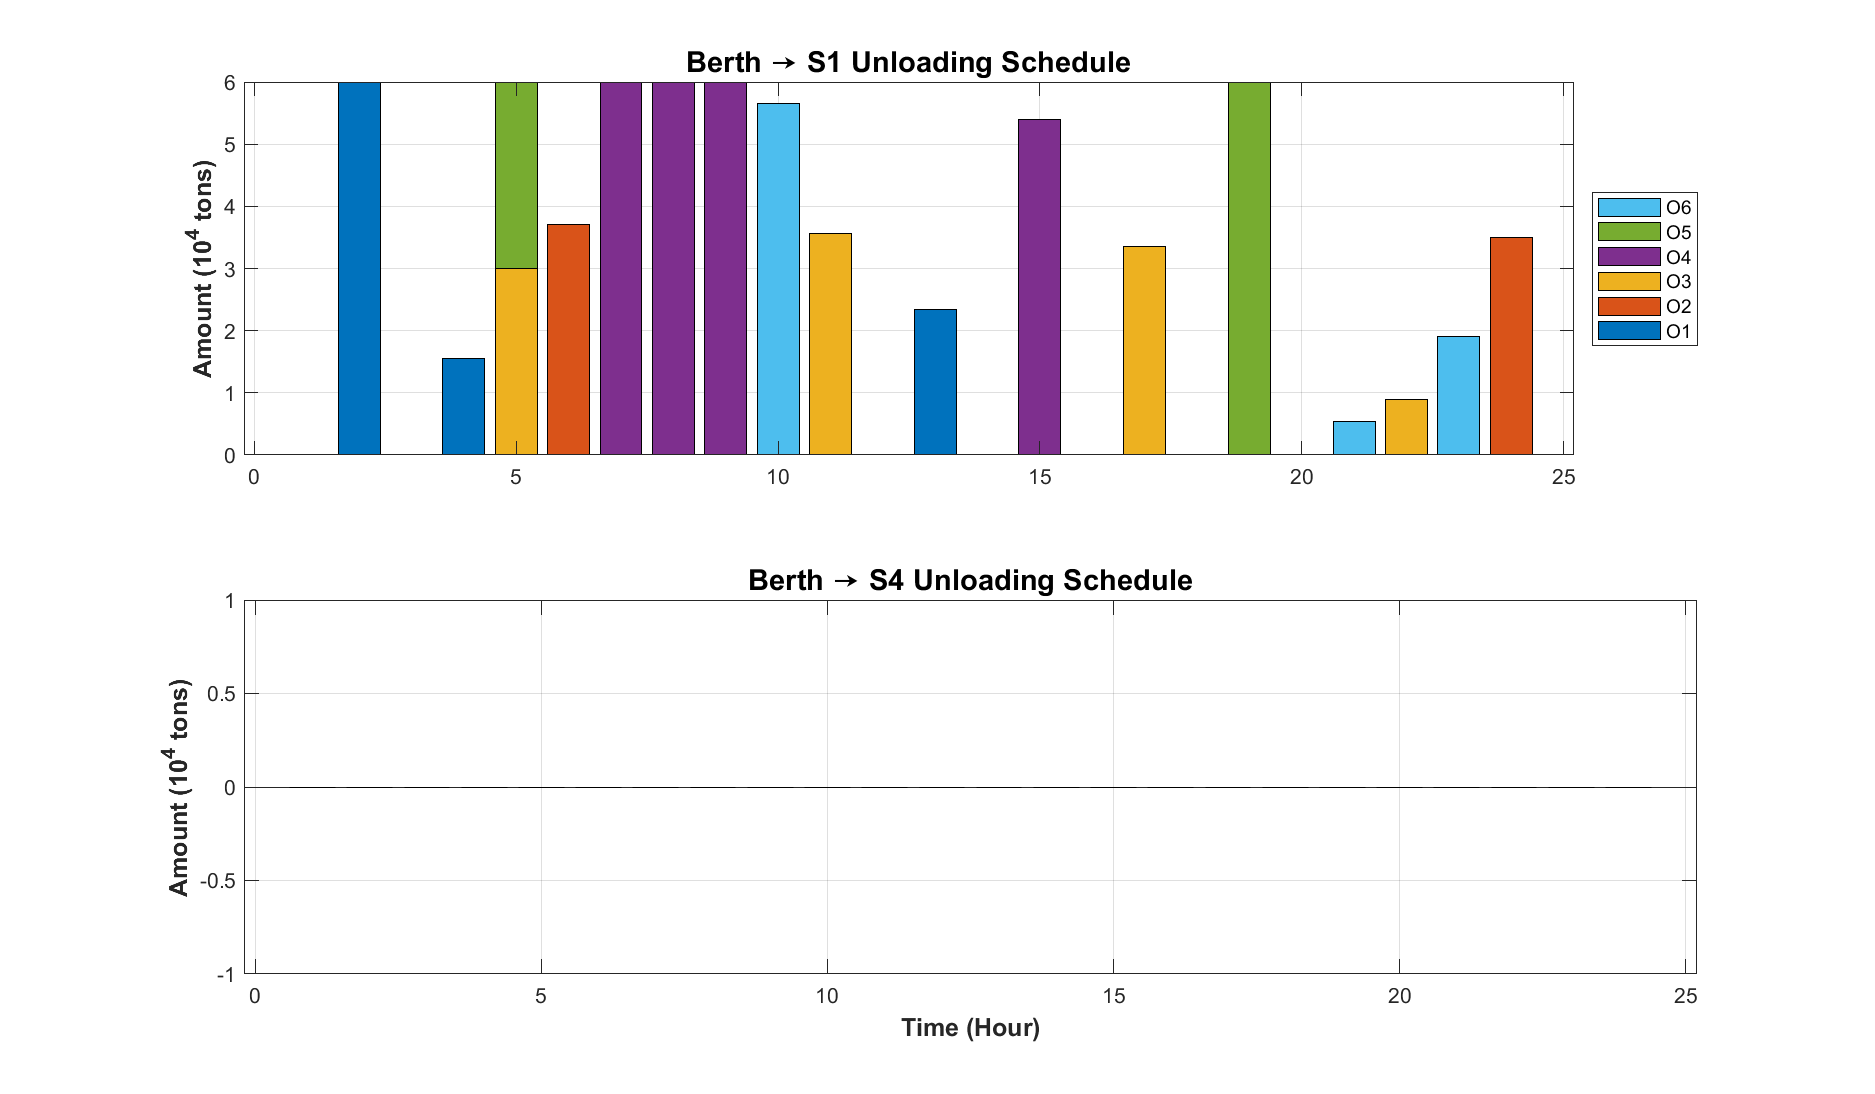 Berth → S1 Unloading Schedule
Amount (10^4 tons)
6
5
4
3
2
1
0
0 5 10 15 20 25
O6
O5
O4
O3
O2
O1
Berth → S4 Unloading Schedule
Amount (10^4 tons)
1
0.5
0
-0.5
-1
0 5 10 15 20 25
Time (Hour)